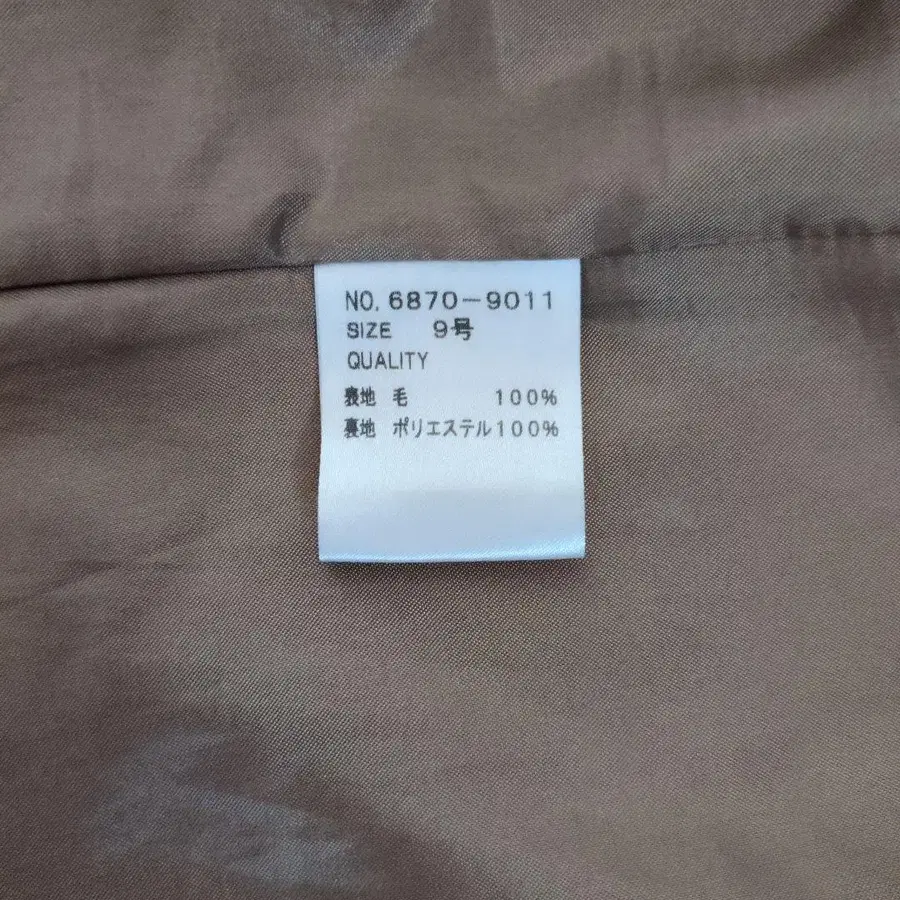 NO. 6870-9011
SIZE 9号
QUALITY
表地 毛 100%
裏地 ポリエステル100%